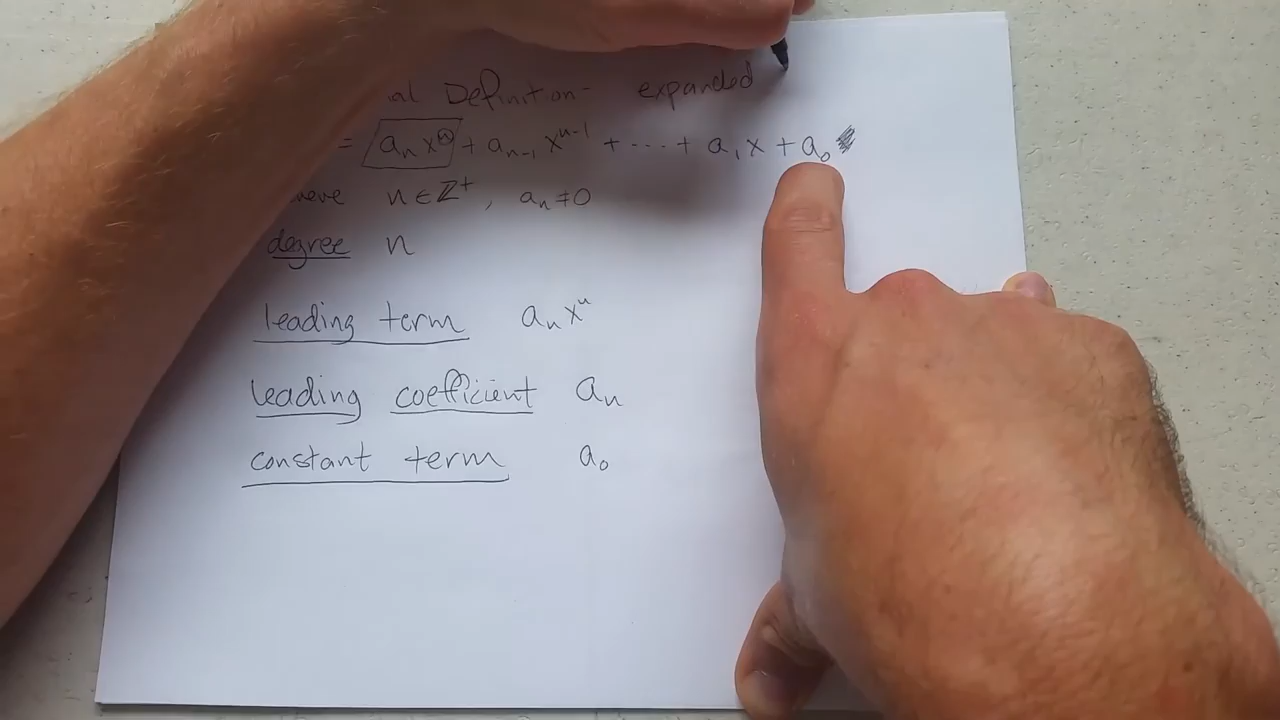 al Definition - expanded
= aₙxⁿ + aₙ₋₁xⁿ⁻¹ + ... + a₁x + a₀
n ∈ ℤ⁺, aₙ ≠ 0
degree n
leading term aₙxⁿ
leading coefficient aₙ
constant term a₀